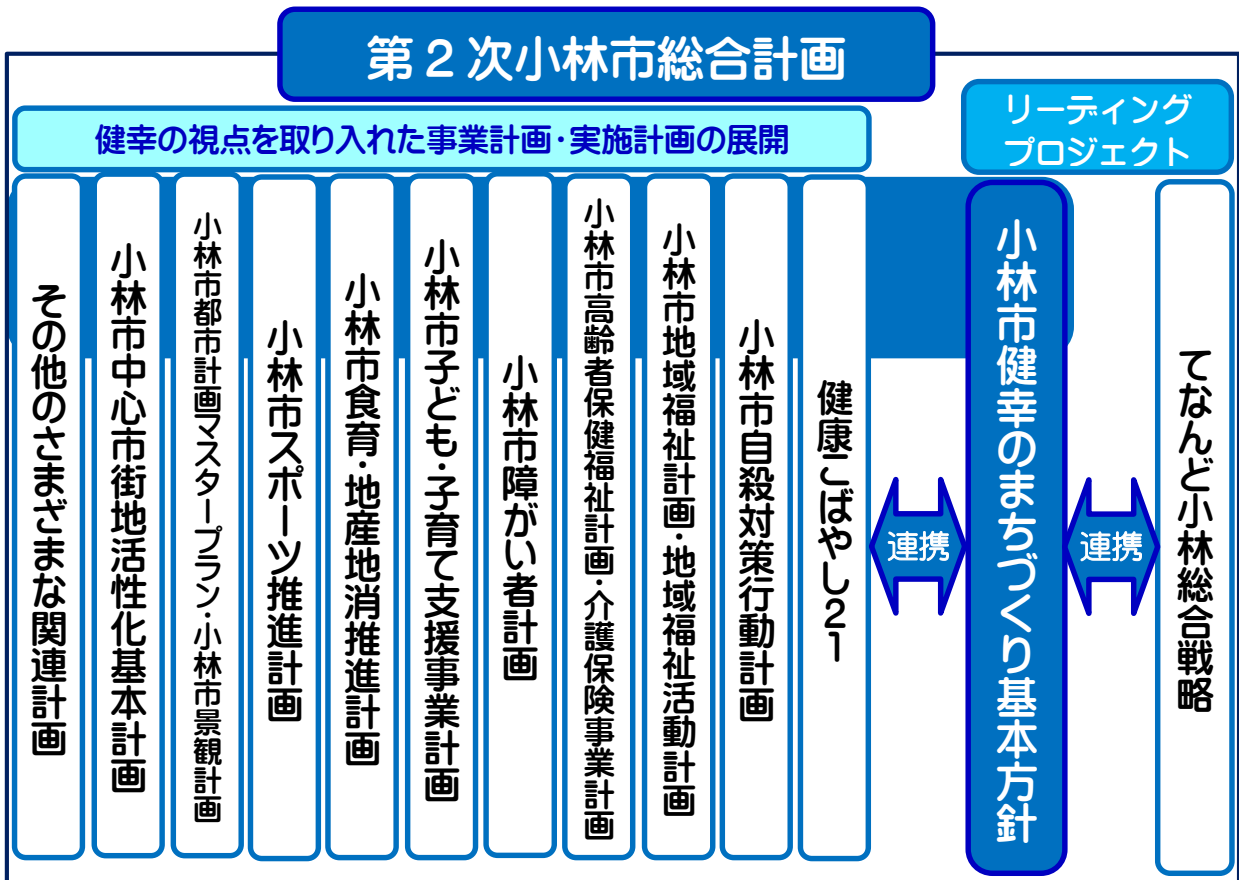 第２次小林市総合計画
リーディング
プロジェクト
健幸の視点を取り入れた事業計画・実施計画の展開
てなんど小林総合戦略
連携
小林市健幸のまちづくり基本方針
連携
健康こばやし21
小林市自殺対策行動計画
小林市地域福祉計画・地域福祉活動計画
小林市高齢者保健福祉計画・介護保険事業計画
小林市障がい者計画
小林市子ども・子育て支援事業計画
小林市食育・地産地消推進計画
小林市スポーツ推進計画
小林市都市計画マスタープラン・小林市景観計画
小林市中心市街地活性化基本計画
その他のさまざまな関連計画